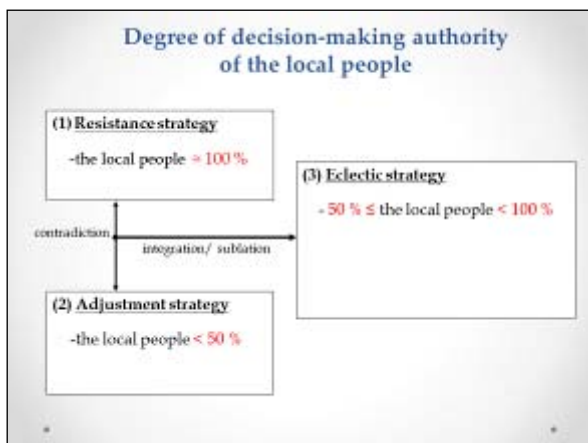 Degree of decision-making authority
of the local people
(1) Resistance strategy
-the local people = 100 %
contradiction
integration/ sublation
(2) Adjustment strategy
-the local people < 50 %
(3) Eclectic strategy
- 50 % ≤ the local people < 100 %